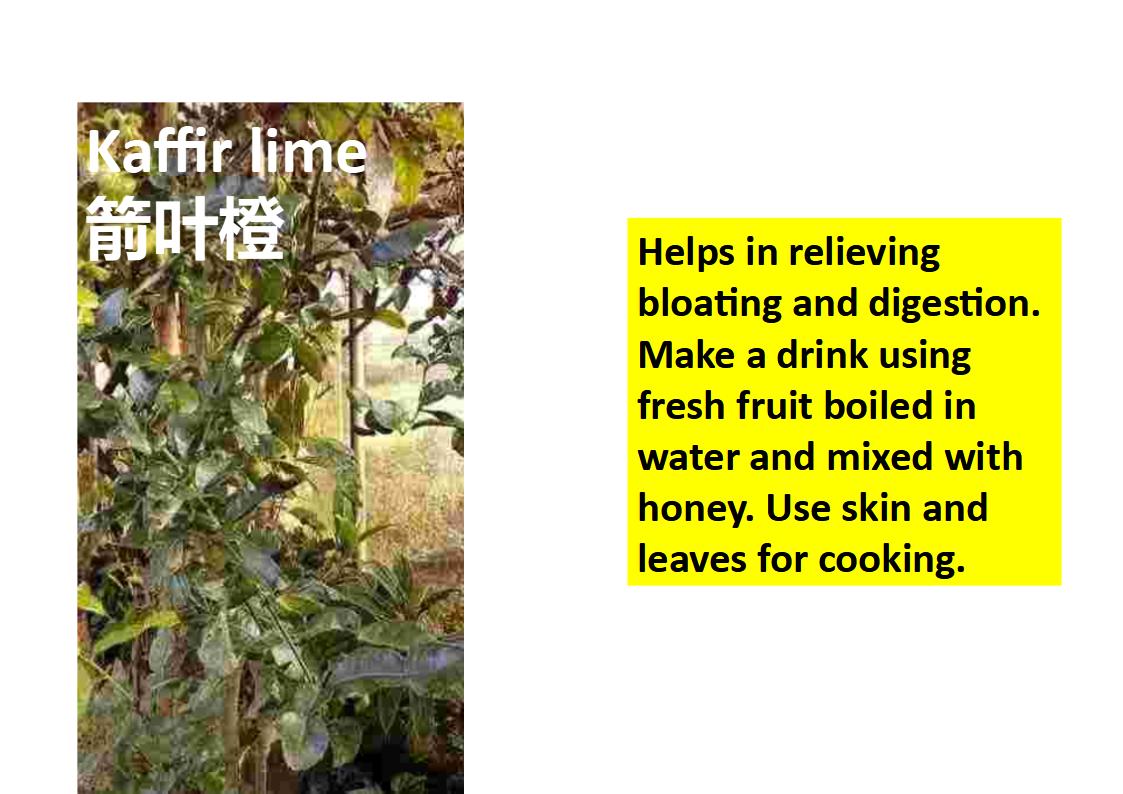 Kaffir lime
箭叶橙
Helps in relieving
bloating and digestion.
Make a drink using
fresh fruit boiled in
water and mixed with
honey. Use skin and
leaves for cooking.